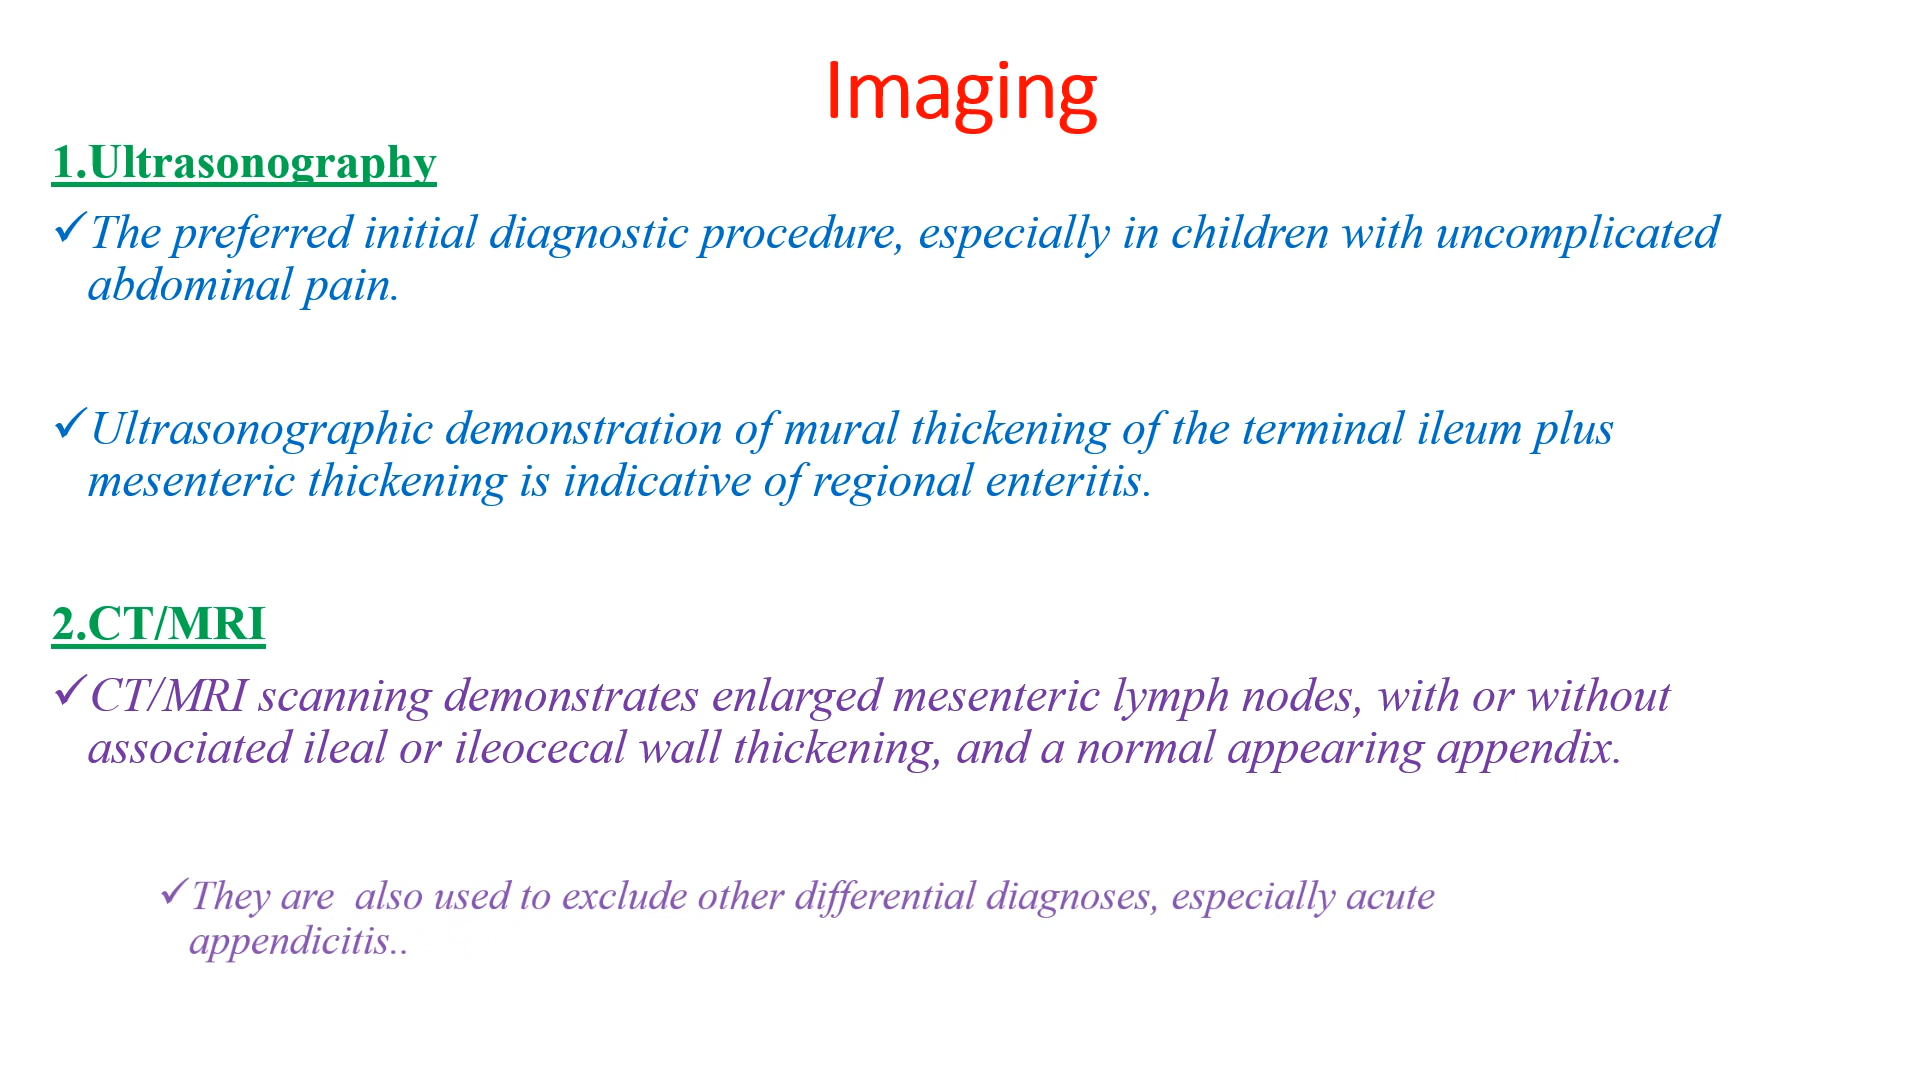 Imaging
1.Ultrasonography
✓The preferred initial diagnostic procedure, especially in children with uncomplicated
abdominal pain.
✓Ultrasonographic demonstration of mural thickening of the terminal ileum plus
mesenteric thickening is indicative of regional enteritis.
2.CT/MRI
✓CT/MRI scanning demonstrates enlarged mesenteric lymph nodes, with or without
associated ileal or ileocecal wall thickening, and a normal appearing appendix.
✓They are  also used to exclude other differential diagnoses, especially acute
appendicitis..